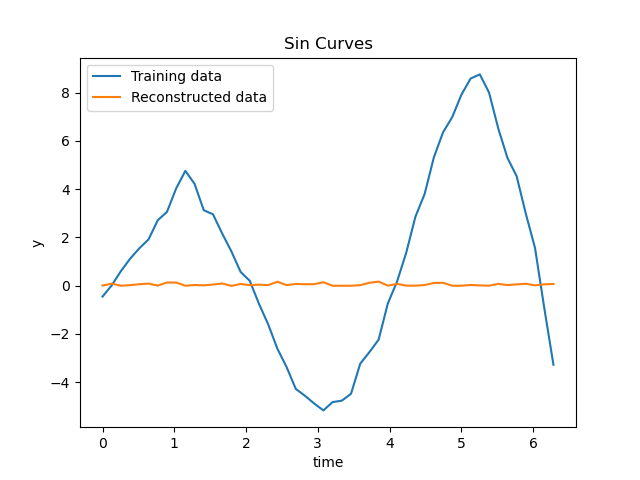 Sin Curves
Training data
Reconstructed data
8
6
4
2
0
−2
−4
y
0 1 2 3 4 5 6
time